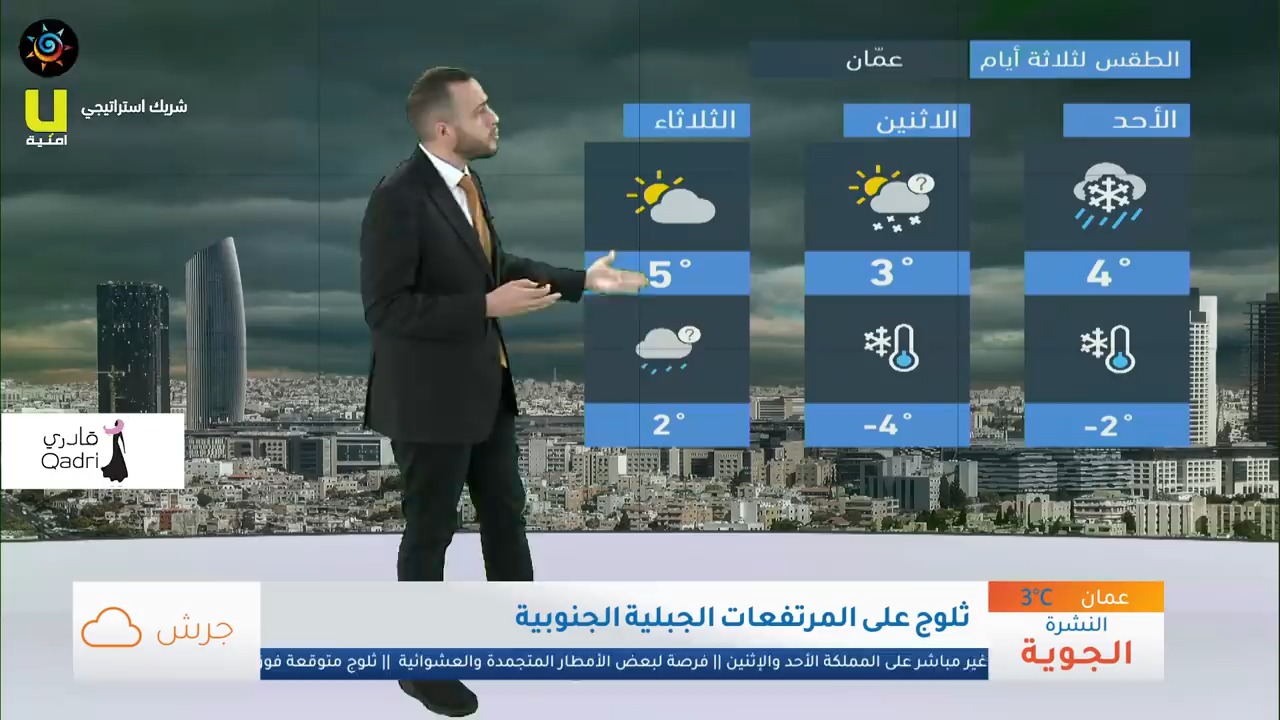 الطقس لثلاثة أيام
عمّان
الأحد
الاثنين
الثلاثاء
4°
3°
5°
-2°
-4°
2°
?
?
شريك استراتيجي
امنية
قادري
Qadri
عمان 3°C
النشرة
الجوية
ثلوج على المرتفعات الجبلية الجنوبية
غير مباشر على المملكة الأحد والإثنين || فرصة لبعض الأمطار المتجمدة والعشوائية || ثلوج متوقعة فوز
جرش